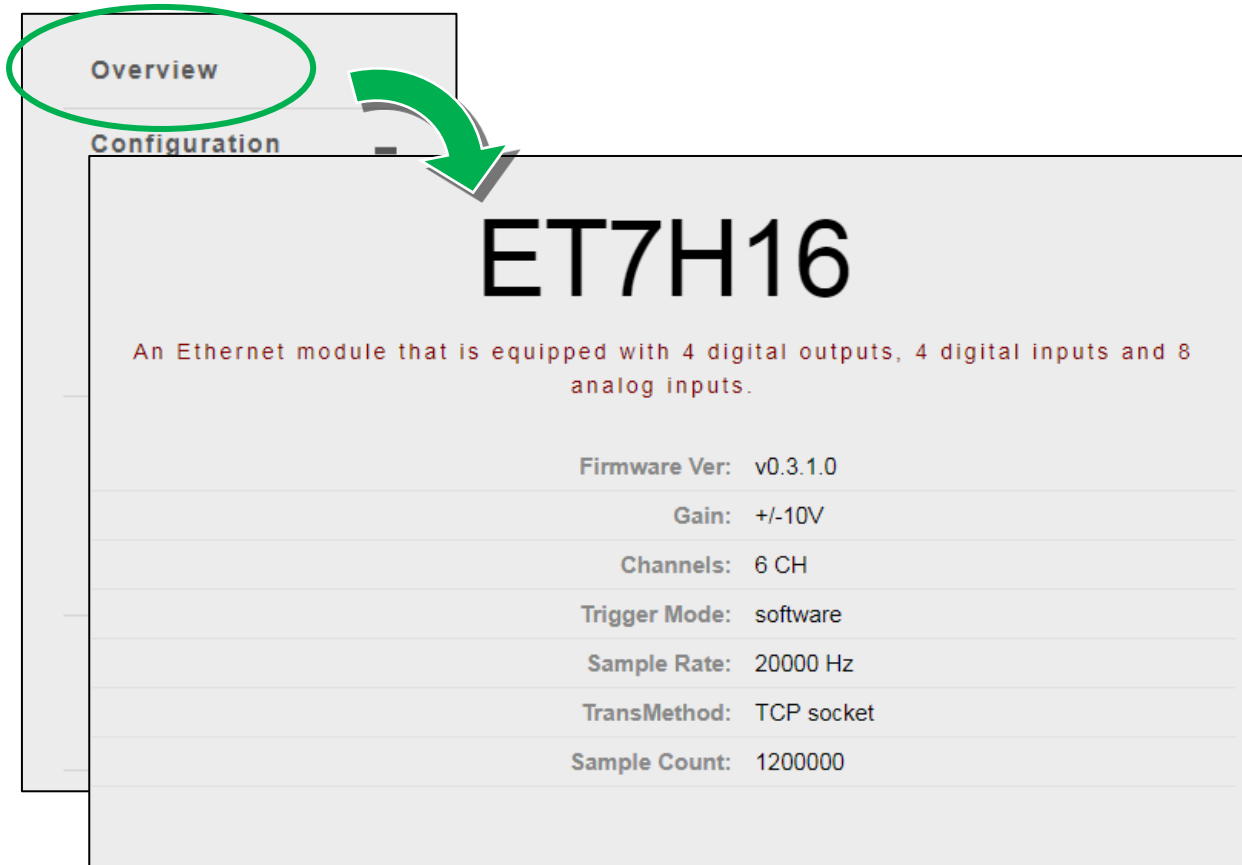 Overview
Configuration
ET7H16
An Ethernet module that is equipped with 4 digital outputs, 4 digital inputs and 8
analog inputs.
Firmware Ver: v0.3.1.0
Gain: +/-10V
Channels: 6 CH
Trigger Mode: software
Sample Rate: 20000 Hz
TransMethod: TCP socket
Sample Count: 1200000